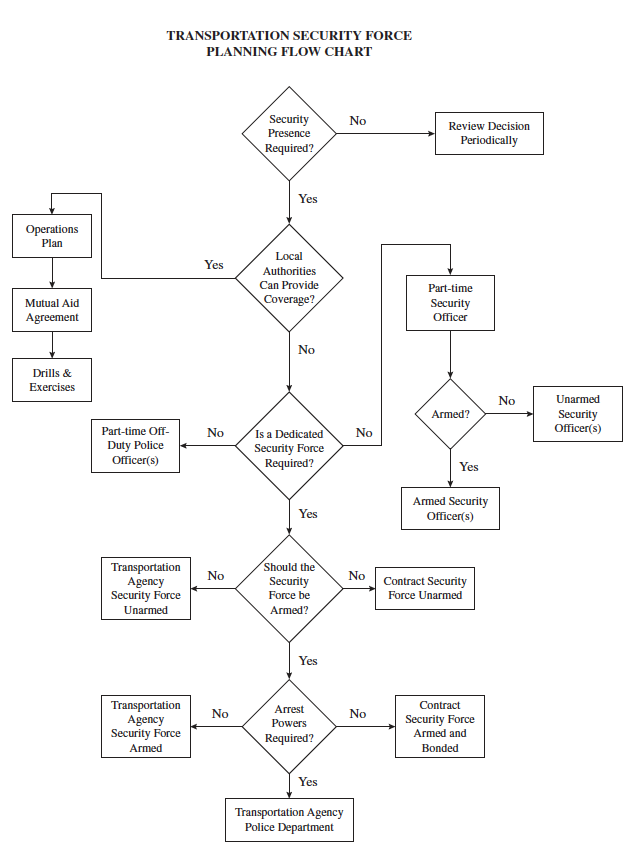 TRANSPORTATION SECURITY FORCE
PLANNING FLOW CHART
Security
Presence
Required?
No
Review Decision
Periodically
Yes
Operations
Plan
Yes
Local
Authorities
Can Provide
Coverage?
Part-time
Security
Officer
Mutual Aid
Agreement
No
Drills &
Exercises
Armed?
No
Unarmed
Security
Officer(s)
Part-time Off-
Duty Police
Officer(s)
No
Is a Dedicated
Security Force
Required?
No
Yes
Armed Security
Officer(s)
Yes
Transportation
Agency
Security Force
Unarmed
No
Should the
Security
Force be
Armed?
No
Contract Security
Force Unarmed
Yes
Transportation
Agency
Security Force
Armed
No
Arrest
Powers
Required?
No
Contract
Security Force
Armed and
Bonded
Yes
Transportation Agency
Police Department